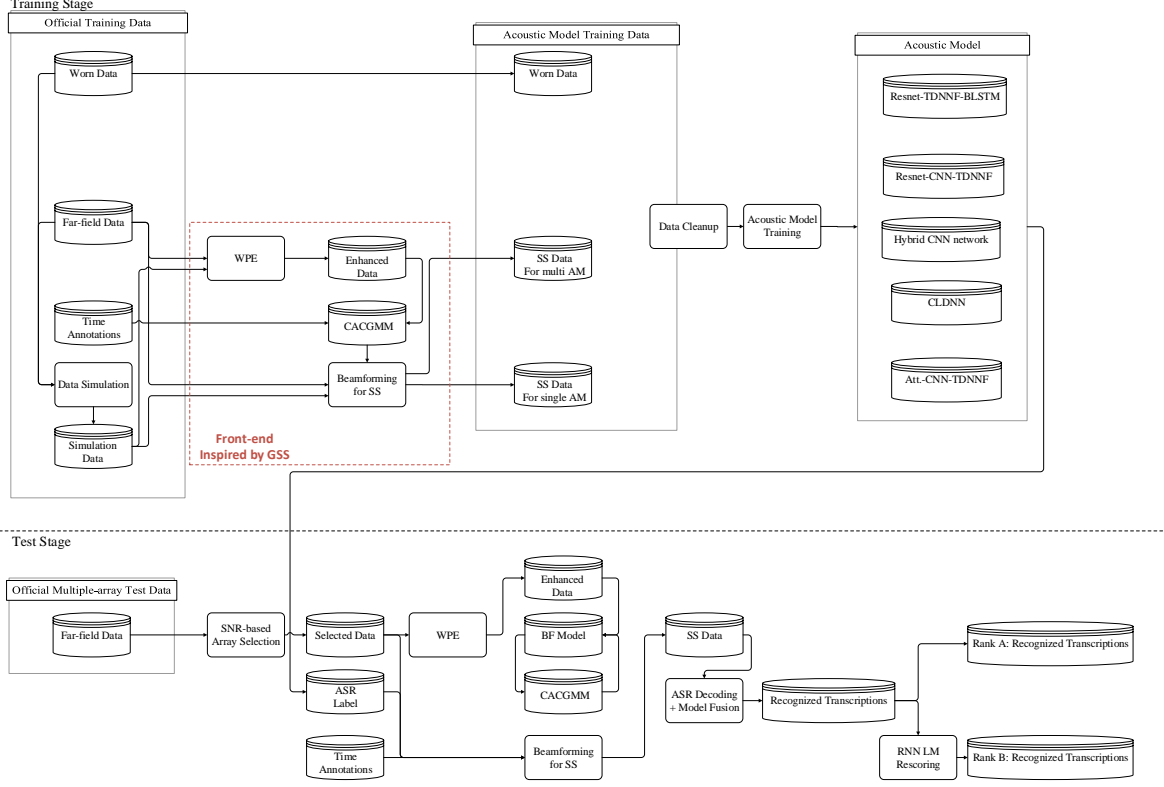 Training Stage
Official Training Data
Acoustic Model Training Data
Acoustic Model
Worn Data
Worn Data
Resnet-TDNNF-BLSTM
Resnet-CNN-TDNNF
Far-field Data
Data Cleanup
Acoustic Model
Training
Hybrid CNN network
WPE
Enhanced
Data
SS Data
For multi AM
CLDNN
Time
Annotations
CACGMM
Data Simulation
Beamforming
for SS
SS Data
For single AM
Att.-CNN-TDNNF
Simulation
Data
Front-end
Inspired by GSS
Test Stage
Official Multiple-array Test Data
Enhanced
Data
Far-field Data
SNR-based
Array Selection
Selected Data
WPE
BF Model
SS Data
Rank A: Recognized Transcriptions
ASR
Label
CACGMM
ASR Decoding
+ Model Fusion
Recognized Transcriptions
Time
Annotations
Beamforming
for SS
RNN LM
Rescoring
Rank B: Recognized Transcriptions